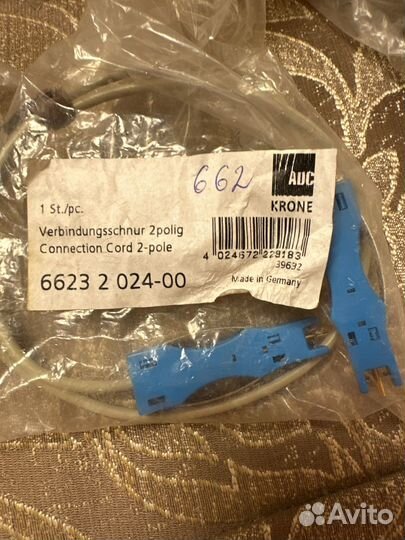 662
ADC
KRONE
1 St./pc.
Verbindungsschnur 2polig
Connection Cord 2-pole
4 024672 229183
39632
6623 2 024-00
Made in Germany
Avito